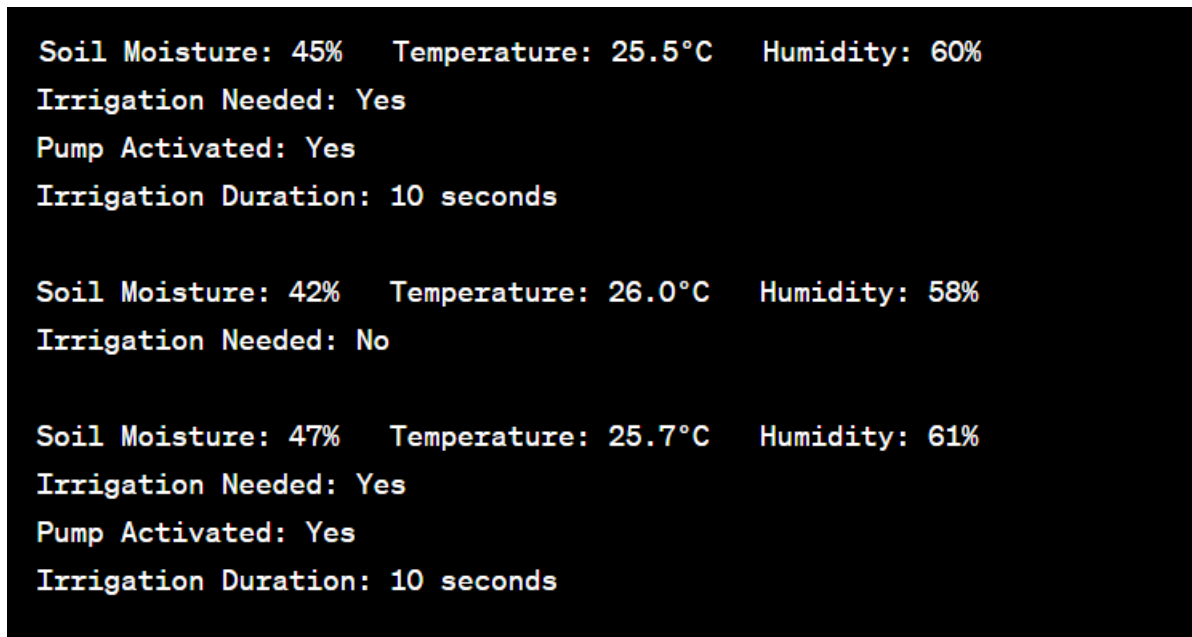 Soil Moisture: 45%   Temperature: 25.5°C   Humidity: 60%
Irrigation Needed: Yes
Pump Activated: Yes
Irrigation Duration: 10 seconds
Soil Moisture: 42%   Temperature: 26.0°C   Humidity: 58%
Irrigation Needed: No
Soil Moisture: 47%   Temperature: 25.7°C   Humidity: 61%
Irrigation Needed: Yes
Pump Activated: Yes
Irrigation Duration: 10 seconds